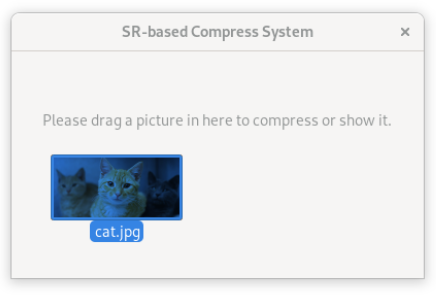 SR-based Compress System
Please drag a picture in here to compress or show it.
cat.jpg